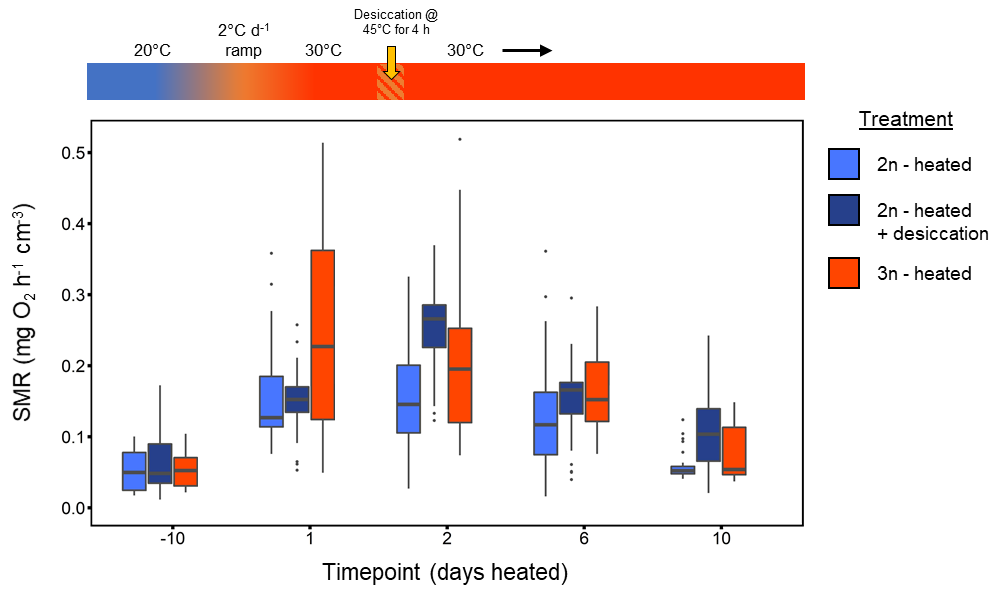 Desiccation @
45°C for 4 h
20°C
2°C d-1
ramp
30°C
30°C
Treatment
2n - heated
2n - heated
+ desiccation
3n - heated
SMR (mg O2 h-1 cm-3)
0.5
0.4
0.3
0.2
0.1
0.0
-10
1
2
6
10
Timepoint (days heated)